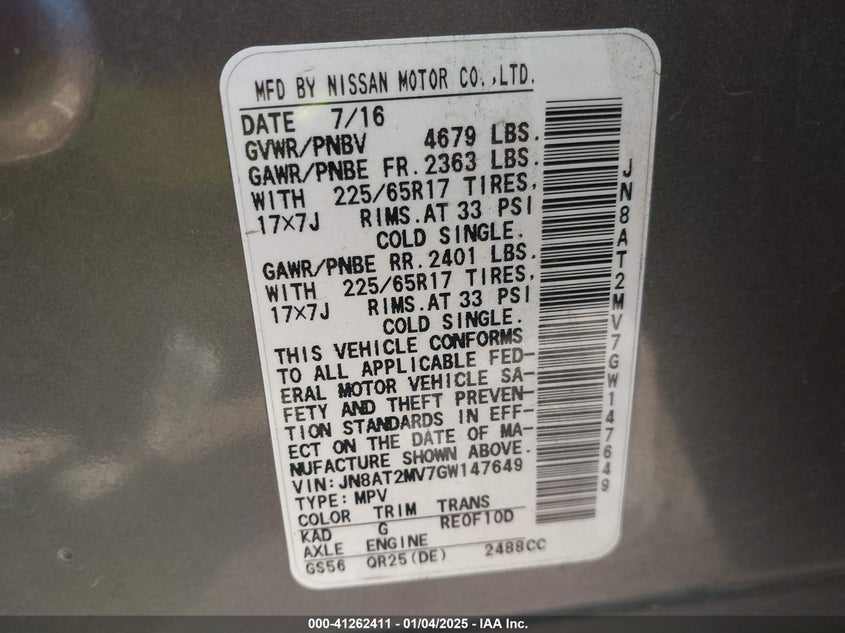 MFD BY NISSAN MOTOR CO.,LTD.
DATE 7/16
GVWR/PNBV 4679 LBS.
GAWR/PNBE FR. 2363 LBS.
WITH 225/65R17 TIRES,
17×7J RIMS.AT 33 PSI
COLD SINGLE.
GAWR/PNBE RR. 2401 LBS.
WITH 225/65R17 TIRES,
17×7J RIMS.AT 33 PSI
COLD SINGLE.
THIS VEHICLE CONFORMS
TO ALL APPLICABLE FED-
ERAL MOTOR VEHICLE SA-
FETY AND THEFT PREVEN-
TION STANDARDS IN EFF-
ECT ON THE DATE OF MA-
NUFACTURE SHOWN ABOVE.
VIN:JN8AT2MV7GW147649
TYPE:MPV
COLOR TRIM TRANS
KAD G RE0F10D
AXLE ENGINE
GS56 QR25(DE) 2488CC
JN8AT2MV7GW147649
000-41262411 - 01/04/2025 - IAA Inc.